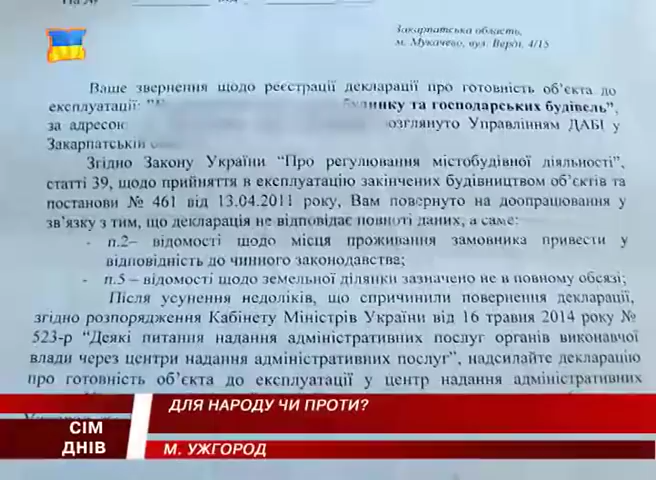 На №
Закарпатська область,
м. Мукачево, вул. Верді, 4/15
Ваше звернення щодо реєстрації декларації про готовність об’єкта до
експлуатації: будинку та господарських будівель”,
за адресою: розглянуто Управлінням ДАБІ у
Закарпатській
Згідно Закону України “Про регулювання містобудівної діяльності”,
статті 39, щодо прийняття в експлуатацію закінчених будівництвом об’єктів та
постанови № 461 від 13.04.2011 року, Вам повернуто на доопрацювання у
зв’язку з тим, що декларація не відповідає повноті даних, а саме:
- п.2– відомості щодо місця проживання замовника привести у
відповідність до чинного законодавства;
- п.5 – відомості щодо земельної ділянки зазначено не в повному обсязі;
Після усунення недоліків, що спричинили повернення декларації,
згідно розпорядження Кабінету Міністрів України від 16 травня 2014 року №
523-р “Деякі питання надання адміністративних послуг органів виконавчої
влади через центри надання адміністративних послуг”, надсилайте декларацію
про готовність об’єкта до експлуатації у центр надання адміністративних
ДЛЯ НАРОДУ ЧИ ПРОТИ?
СІМ
ДНІВ
М. УЖГОРОД